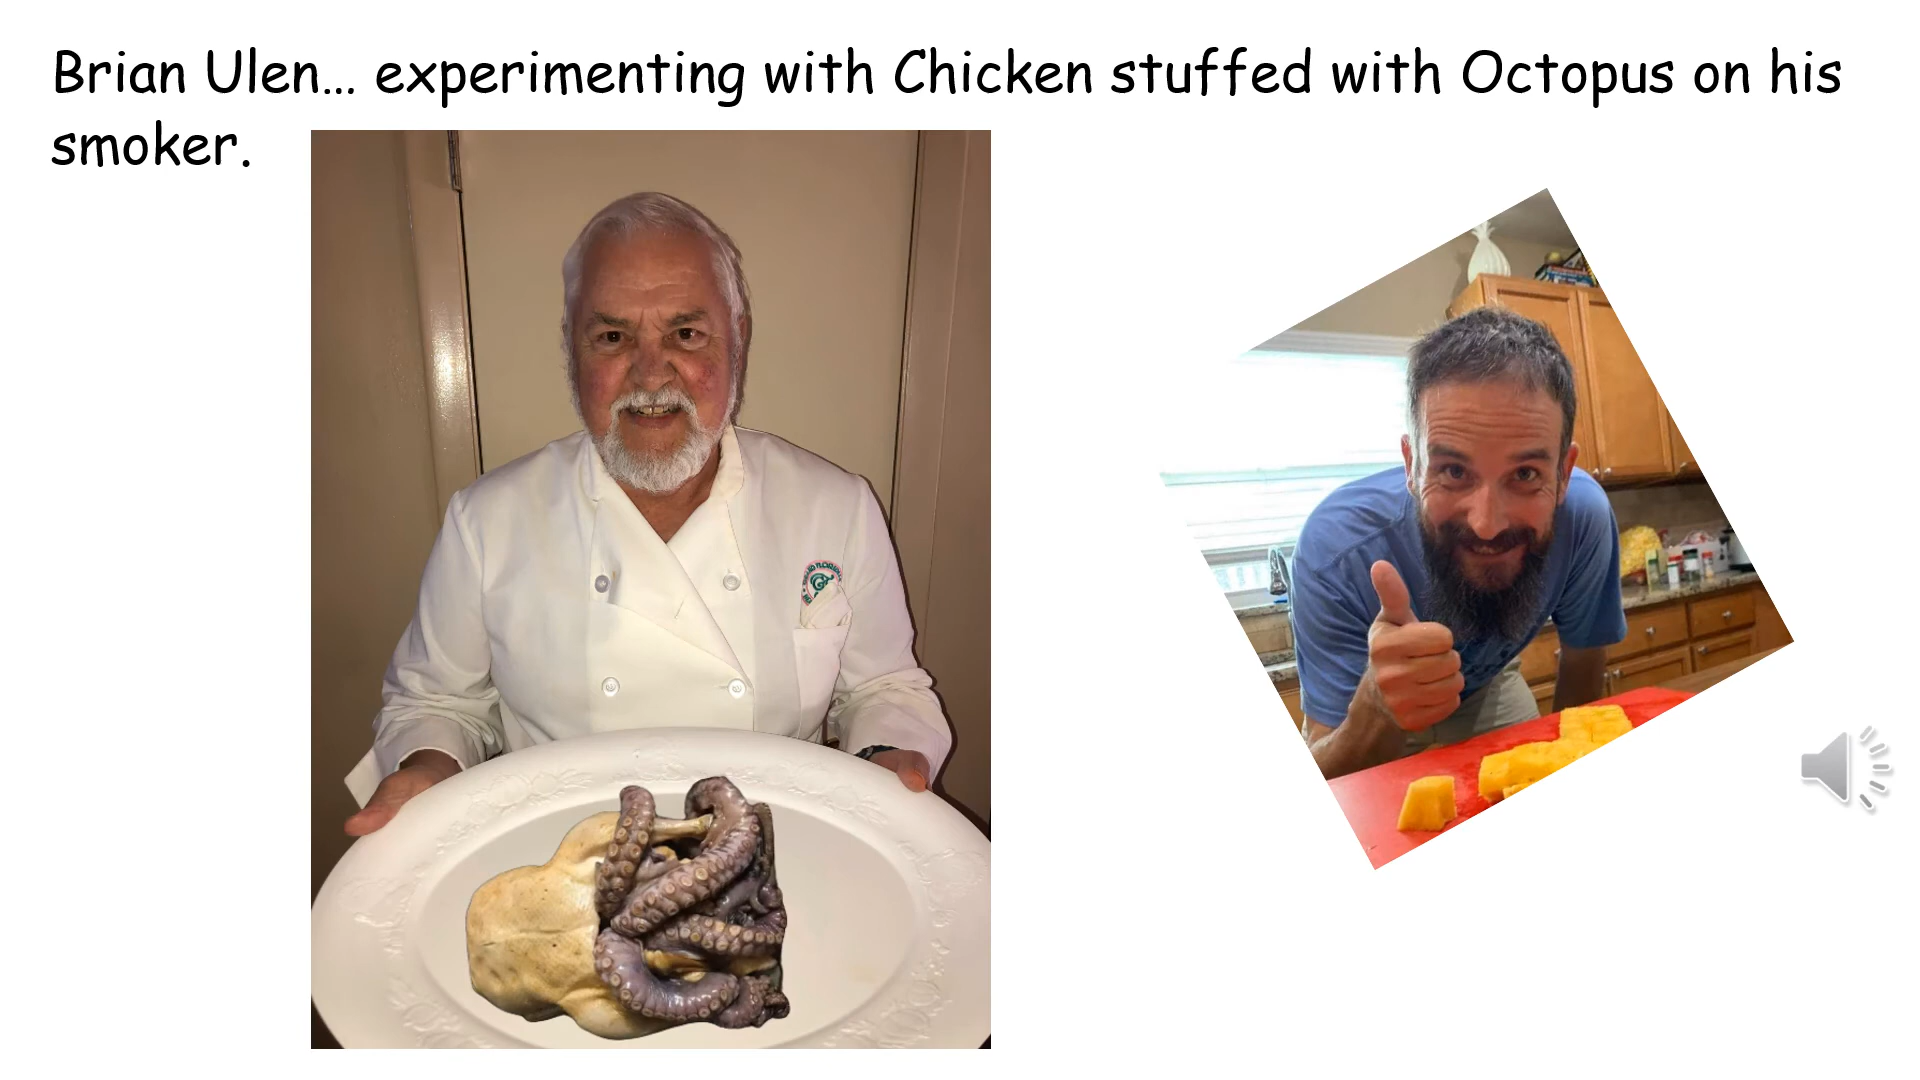 Brian Ulen... experimenting with Chicken stuffed with Octopus on his
smoker.